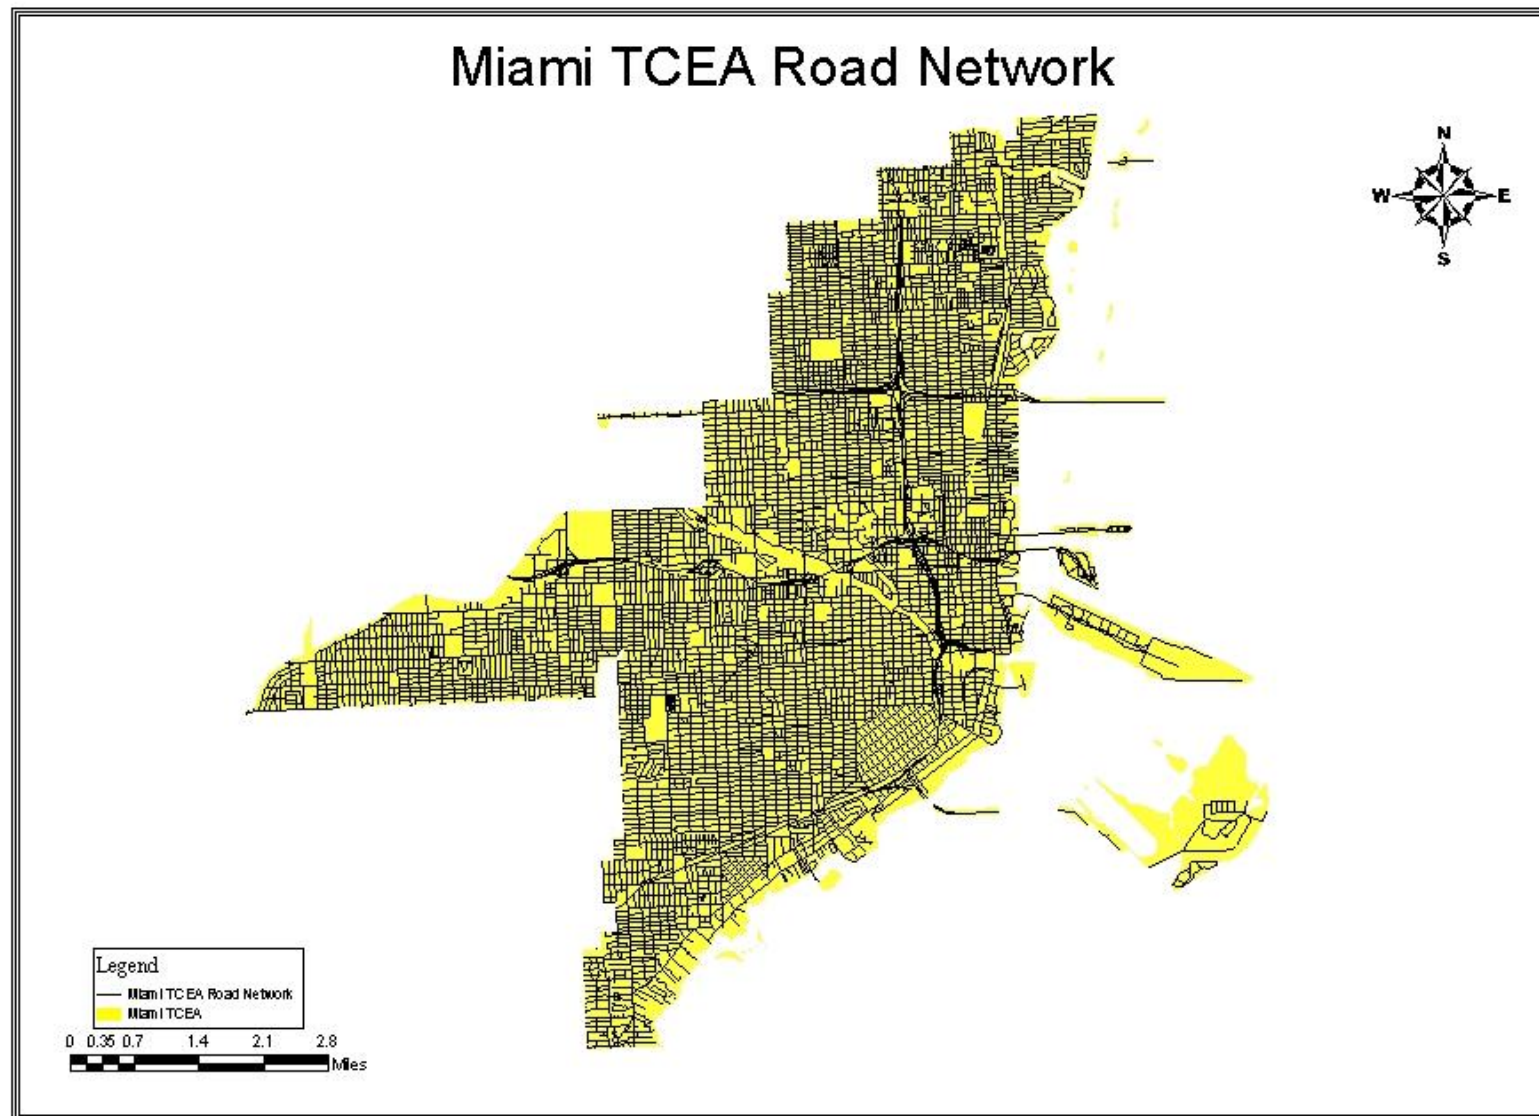 Miami TCEA Road Network
N
W E
S
Legend
Miami TCEA Road Network
Miami TCEA
0 0.35 0.7 1.4 2.1 2.8
Miles